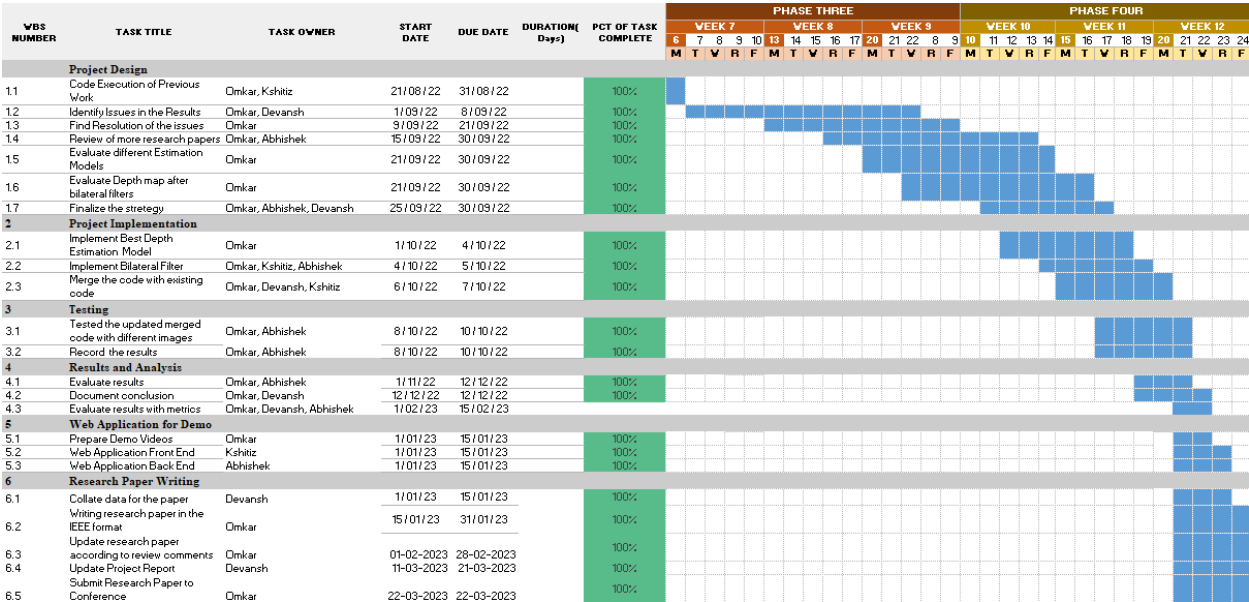 PHASE THREE PHASE FOUR
WBS NUMBER TASK TITLE TASK OWNER START DATE DUE DATE DURATION( Days) PCT OF TASK COMPLETE WEEK 7 WEEK 8 WEEK 9 WEEK 10 WEEK 11 WEEK 12
6 7 8 9 10 13 14 15 16 17 20 21 22 8 9 10 11 12 13 14 15 16 17 18 19 20 21 22 23 24
M T W R F M T W R F M T W R F M T W R F M T W R F M T W R F
Project Design
1.1 Code Execution of Previous Work Omkar, Kshitiz 21/08/22 31/08/22 100%
1.2 Identify Issues in the Results Omkar, Devansh 1/09/22 8/09/22 100%
1.3 Find Resolution of the issues Omkar 9/09/22 21/09/22 100%
1.4 Review of more research papers Omkar, Abhishek 15/09/22 30/09/22 100%
1.5 Evaluate different Estimation Models Omkar 21/09/22 30/09/22 100%
1.6 Evaluate Depth map after bilateral filters Omkar 21/09/22 30/09/22 100%
1.7 Finalize the stretegy Omkar, Abhishek, Devansh 25/09/22 30/09/22 100%
2 Project Implementation
2.1 Implement Best Depth Estimation Model Omkar 1/10/22 4/10/22 100%
2.2 Implement Bilateral Filter Omkar, Kshitiz, Abhishek 4/10/22 5/10/22 100%
2.3 Merge the code with existing code Omkar, Devansh, Kshitiz 6/10/22 7/10/22 100%
3 Testing
3.1 Tested the updated merged code with different images Omkar, Abhishek 8/10/22 10/10/22 100%
3.2 Record the results Omkar, Abhishek 8/10/22 10/10/22 100%
4 Results and Analysis
4.1 Evaluate results Omkar, Abhishek 1/11/22 12/12/22 100%
4.2 Document conclusion Omkar, Devansh 12/12/22 12/12/22 100%
4.3 Evaluate results with metrics Omkar, Devansh, Abhishek 1/02/23 15/02/23
5 Web Application for Demo
5.1 Prepare Demo Videos Omkar 1/01/23 15/01/23 100%
5.2 Web Application Front End Kshitiz 1/01/23 15/01/23 100%
5.3 Web Application Back End Abhishek 1/01/23 15/01/23 100%
6 Research Paper Writing
6.1 Collate data for the paper Devansh 1/01/23 15/01/23 100%
6.2 Writing research paper in the IEEE format Omkar 15/01/23 31/01/23 100%
6.3 Update research paper according to review comments Omkar 01-02-2023 28-02-2023 100%
6.4 Update Project Report Devansh 11-03-2023 21-03-2023 100%
6.5 Submit Research Paper to Conference Omkar 22-03-2023 22-03-2023 100%